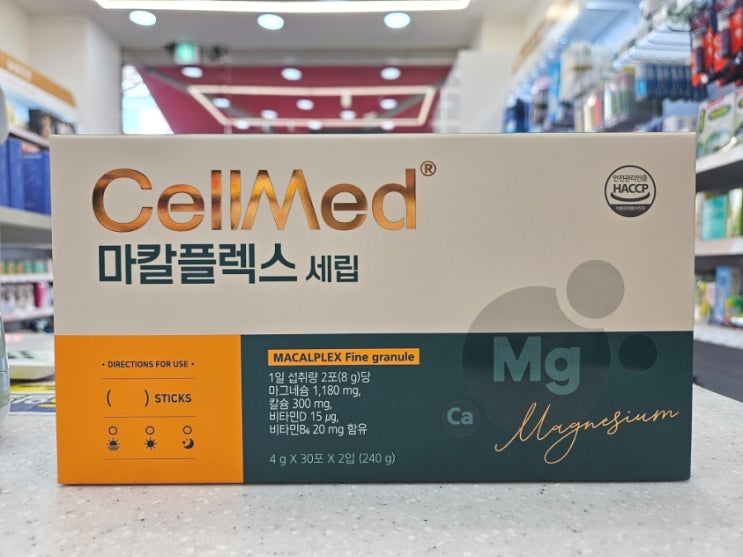 CellMed®
마칼플렉스 세립
안전관리인증
HACCP
식품의약품안전처
• DIRECTIONS FOR USE •
( ) STICKS
MACALPLEX Fine granule
1일 섭취량 2포(8 g)당
마그네슘 1,180 mg,
칼슘 300 mg,
비타민D 15 μg,
비타민B₆ 20 mg 함유
4 g X 30포 X 2입 (240 g)
Mg
Ca
Magnesium